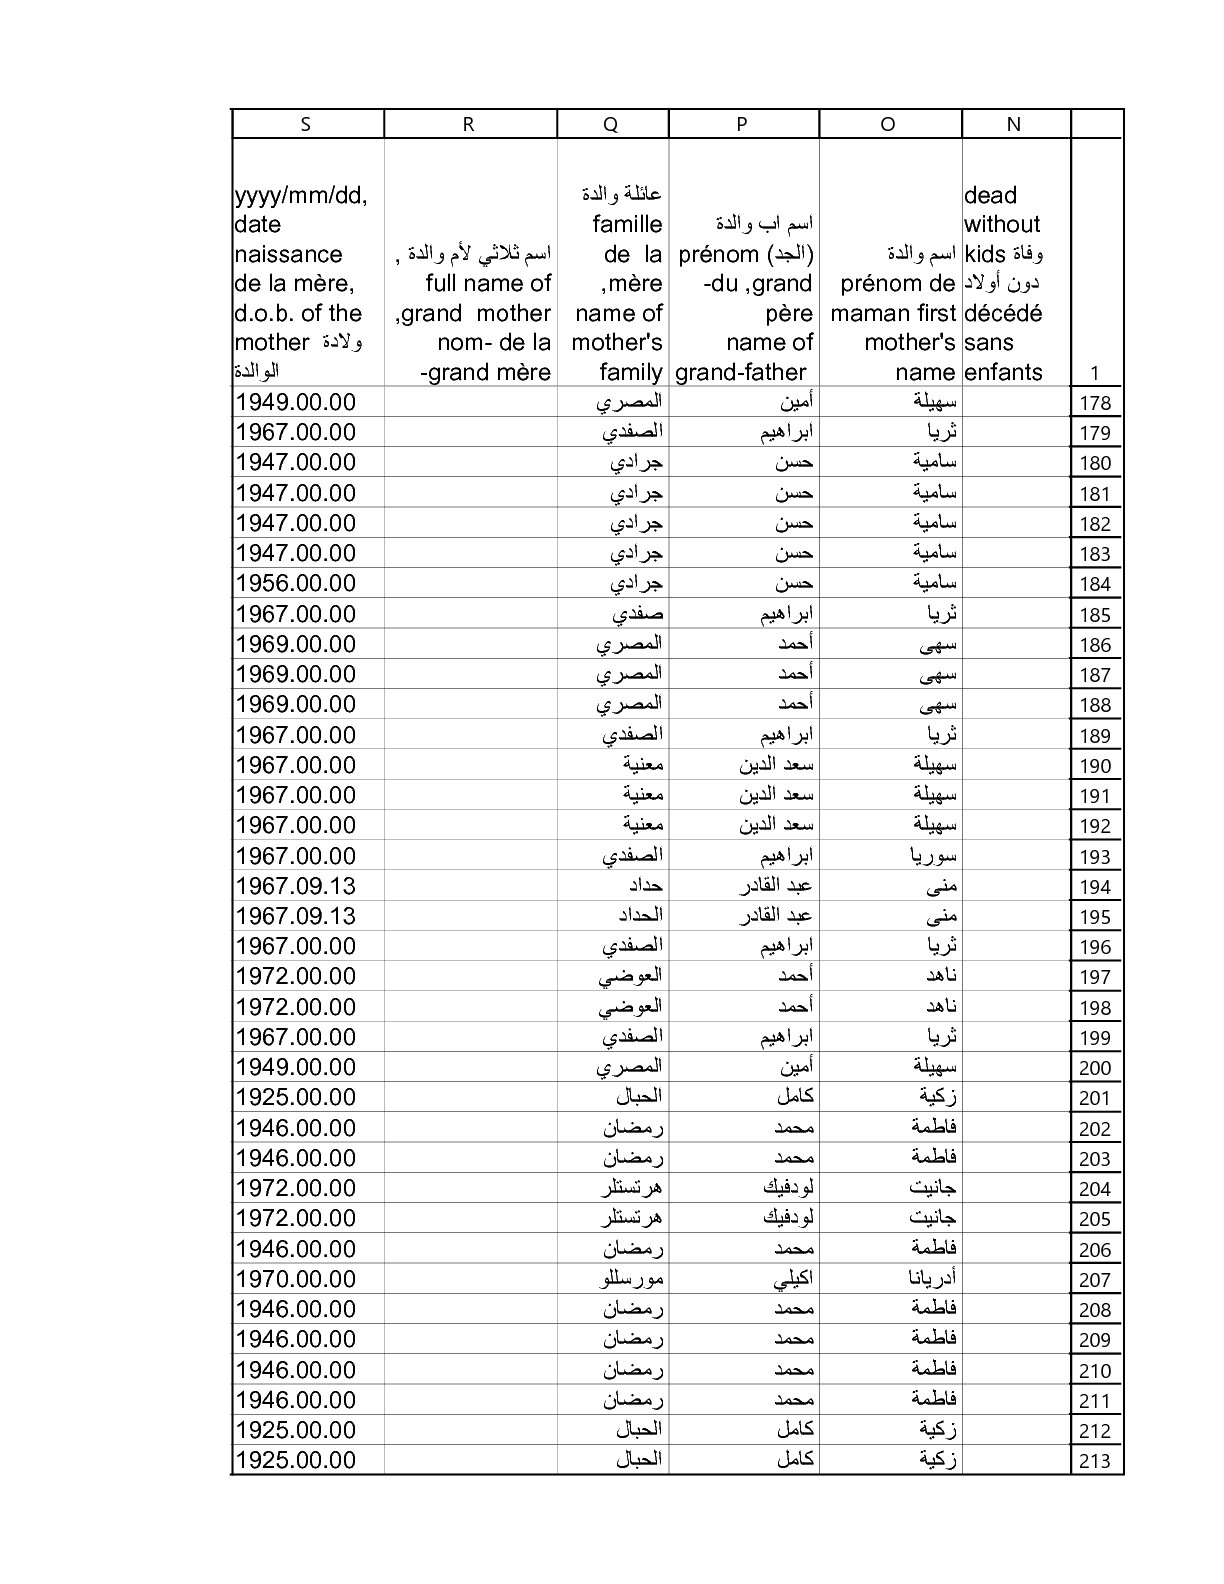 S R Q P O N
yyyy/mm/dd,
date
naissance
de la mère,
d.o.b. of the
mother ولادة
الوالدة
اسم ثلاثي لأم والدة ,
full name of
,grand mother
nom- de la
-grand mère
عائلة والدة
famille
de la
,mère
name of
mother's
family
اسم اب والدة
prénom (الجد)
-du ,grand
père
name of
grand-father
اسم والدة
prénom de
maman first
mother's
name
dead
without
kids وفاة
دون أولاد
décédé
sans
enfants
1
1949.00.00 المصري أمين سهيلة 178
1967.00.00 الصفدي ابراهيم ثريا 179
1947.00.00 جرادي حسن سامية 180
1947.00.00 جرادي حسن سامية 181
1947.00.00 جرادي حسن سامية 182
1947.00.00 جرادي حسن سامية 183
1956.00.00 جرادي حسن سامية 184
1967.00.00 صفدي ابراهيم ثريا 185
1969.00.00 المصري أحمد سهى 186
1969.00.00 المصري أحمد سهى 187
1969.00.00 المصري أحمد سهى 188
1967.00.00 الصفدي ابراهيم ثريا 189
1967.00.00 معنية سعد الدين سهيلة 190
1967.00.00 معنية سعد الدين سهيلة 191
1967.00.00 معنية سعد الدين سهيلة 192
1967.00.00 الصفدي ابراهيم سوريا 193
1967.09.13 حداد عبد القادر منى 194
1967.09.13 الحداد عبد القادر منى 195
1967.00.00 الصفدي ابراهيم ثريا 196
1972.00.00 العوضي أحمد ناهد 197
1972.00.00 العوضي أحمد ناهد 198
1967.00.00 الصفدي ابراهيم ثريا 199
1949.00.00 المصري أمين سهيلة 200
1925.00.00 الحبال كامل زكية 201
1946.00.00 رمضان محمد فاطمة 202
1946.00.00 رمضان محمد فاطمة 203
1972.00.00 هرتستلر لودفيك جانيت 204
1972.00.00 هرتستلر لودفيك جانيت 205
1946.00.00 رمضان محمد فاطمة 206
1970.00.00 مورسللو اكيلي أدريانا 207
1946.00.00 رمضان محمد فاطمة 208
1946.00.00 رمضان محمد فاطمة 209
1946.00.00 رمضان محمد فاطمة 210
1946.00.00 رمضان محمد فاطمة 211
1925.00.00 الحبال كامل زكية 212
1925.00.00 الحبال كامل زكية 213